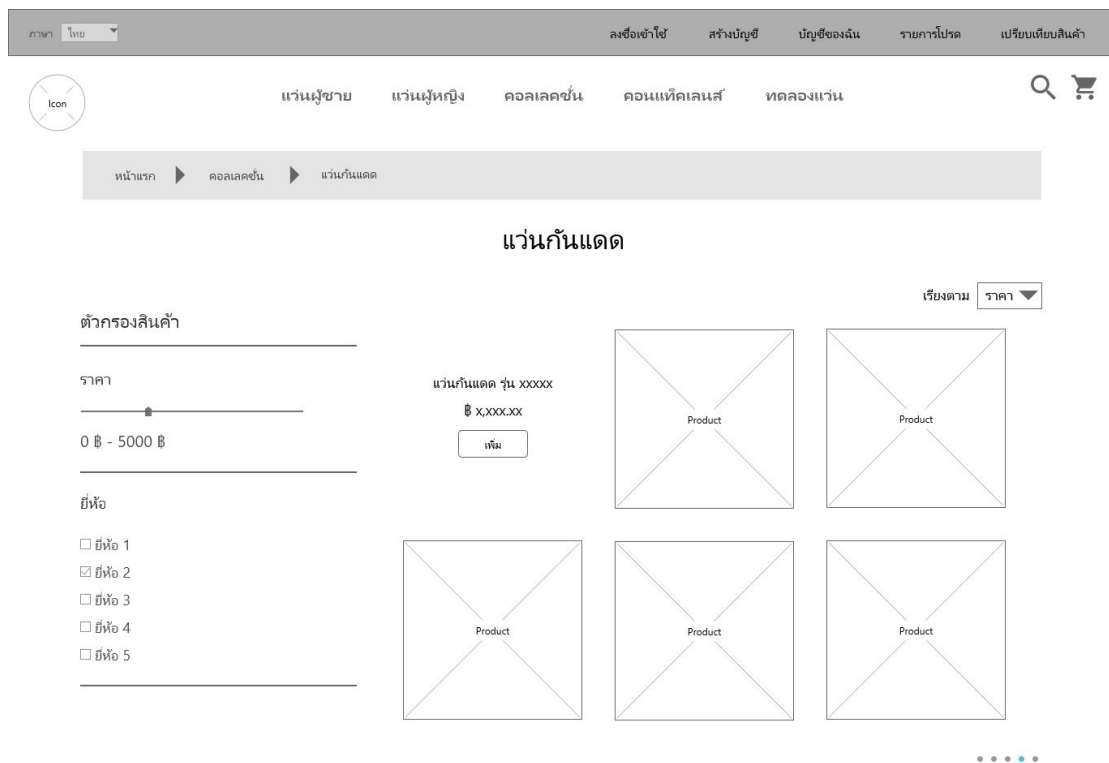 ภาษา ไทย ลงชื่อเข้าใช้ สร้างบัญชี บัญชีของฉัน รายการโปรด เปรียบเทียบสินค้า
Icon แว่นผู้ชาย แว่นผู้หญิง คอลเลคชั่น คอนแท็คเลนส์ ทดลองแว่น
หน้าแรก คอลเลคชั่น แว่นกันแดด
แว่นกันแดด
เรียงตาม ราคา
ตัวกรองสินค้า
ราคา
0 ฿ - 5000 ฿
ยี่ห้อ
ยี่ห้อ 1
ยี่ห้อ 2
ยี่ห้อ 3
ยี่ห้อ 4
ยี่ห้อ 5
แว่นกันแดด รุ่น xxxxx
฿ x,xxx.xx
เพิ่ม
Product Product
Product Product Product